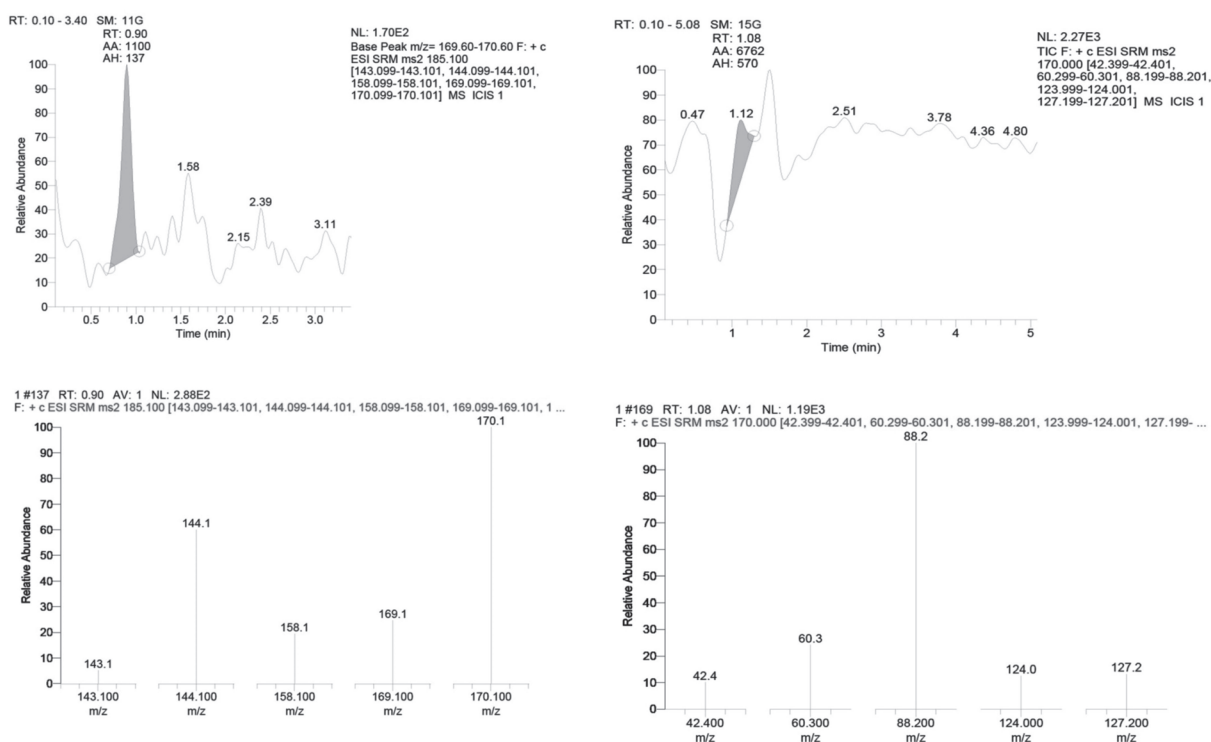 RT: 0.10 - 3.40 SM: 11G
RT: 0.90
AA: 1100
AH: 137
NL: 1.70E2
Base Peak m/z= 169.60-170.60 F: + c
ESI SRM ms2 185.100
[143.099-143.101, 144.099-144.101,
158.099-158.101, 169.099-169.101,
170.099-170.101] MS ICIS 1
100
90
80
70
60
50
40
30
20
10
0
Relative Abundance
1.58
2.15
2.39
3.11
0.5 1.0 1.5 2.0 2.5 3.0
Time (min)
RT: 0.10 - 5.08 SM: 15G
RT: 1.08
AA: 6762
AH: 570
NL: 2.27E3
TIC F: + c ESI SRM ms2
170.000 [42.399-42.401,
60.299-60.301, 88.199-88.201,
123.999-124.001,
127.199-127.201] MS ICIS 1
100
90
80
70
60
50
40
30
20
10
0
Relative Abundance
0.47
1.12
2.51
3.78
4.36
4.80
1 2 3 4 5
Time (min)
1 #137 RT: 0.90 AV: 1 NL: 2.88E2
F: + c ESI SRM ms2 185.100 [143.099-143.101, 144.099-144.101, 158.099-158.101, 169.099-169.101, 1 ...
100
90
80
70
60
50
40
30
20
10
0
Relative Abundance
143.1
144.1
158.1
169.1
170.1
143.100 144.100 158.100 169.100 170.100
m/z m/z m/z m/z m/z
1 #169 RT: 1.08 AV: 1 NL: 1.19E3
F: + c ESI SRM ms2 170.000 [42.399-42.401, 60.299-60.301, 88.199-88.201, 123.999-124.001, 127.199- ...
100
90
80
70
60
50
40
30
20
10
0
Relative Abundance
42.4
60.3
88.2
124.0
127.2
42.400 60.300 88.200 124.000 127.200
m/z m/z m/z m/z m/z